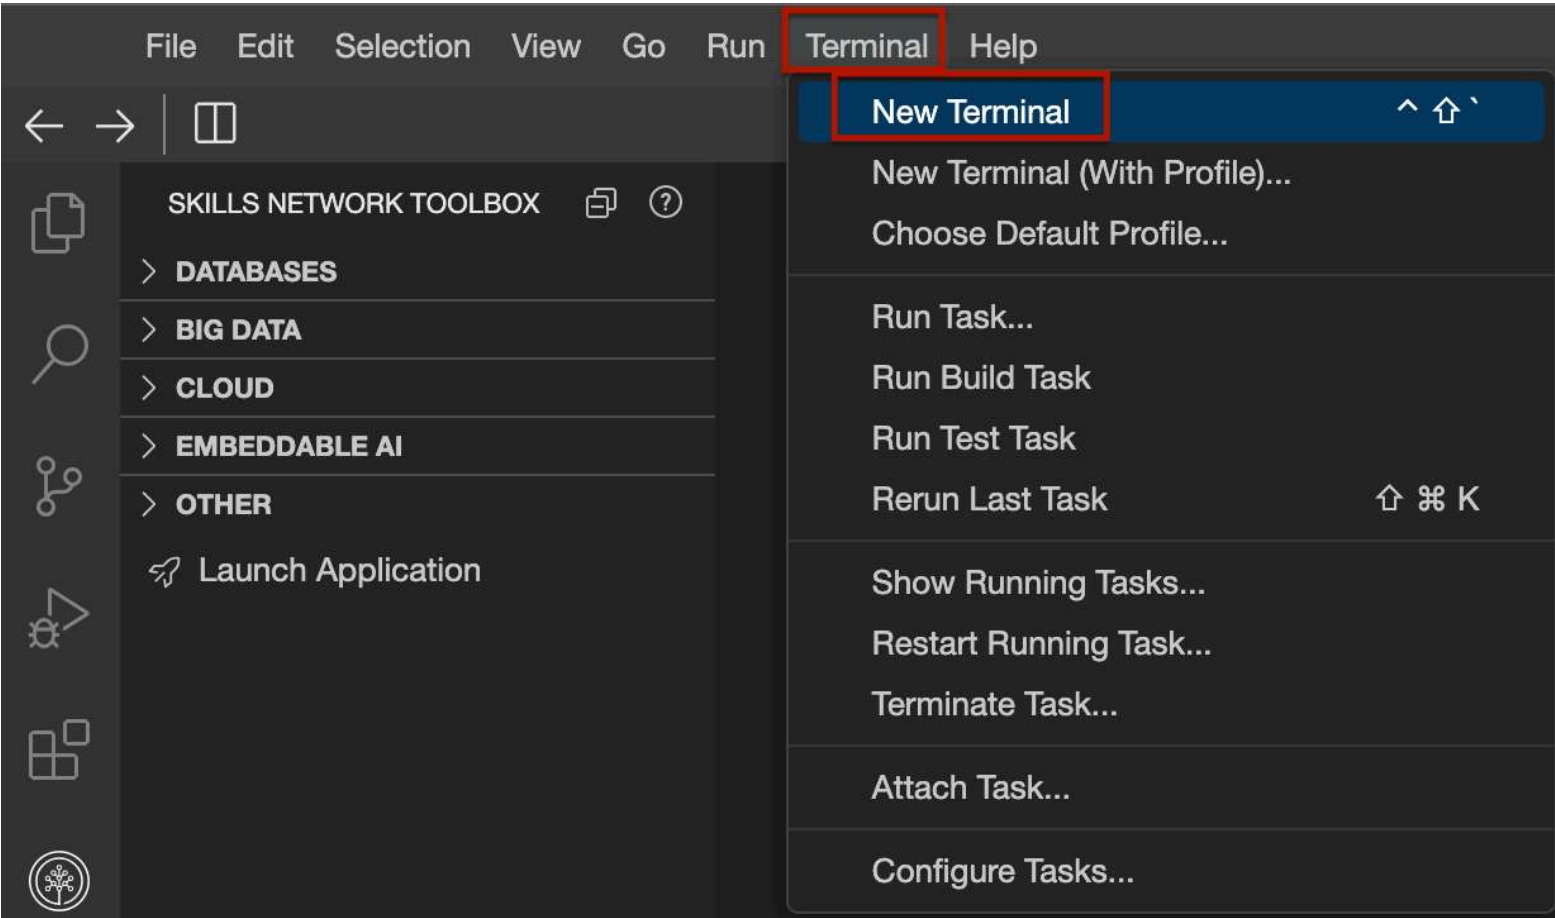 File Edit Selection View Go Run Terminal Help
New Terminal ^ ⇧ `
New Terminal (With Profile)...
Choose Default Profile...
Run Task...
Run Build Task
Run Test Task
Rerun Last Task ⇧ ⌘ K
Show Running Tasks...
Restart Running Task...
Terminate Task...
Attach Task...
Configure Tasks...
SKILLS NETWORK TOOLBOX
DATABASES
BIG DATA
CLOUD
EMBEDDABLE AI
OTHER
Launch Application